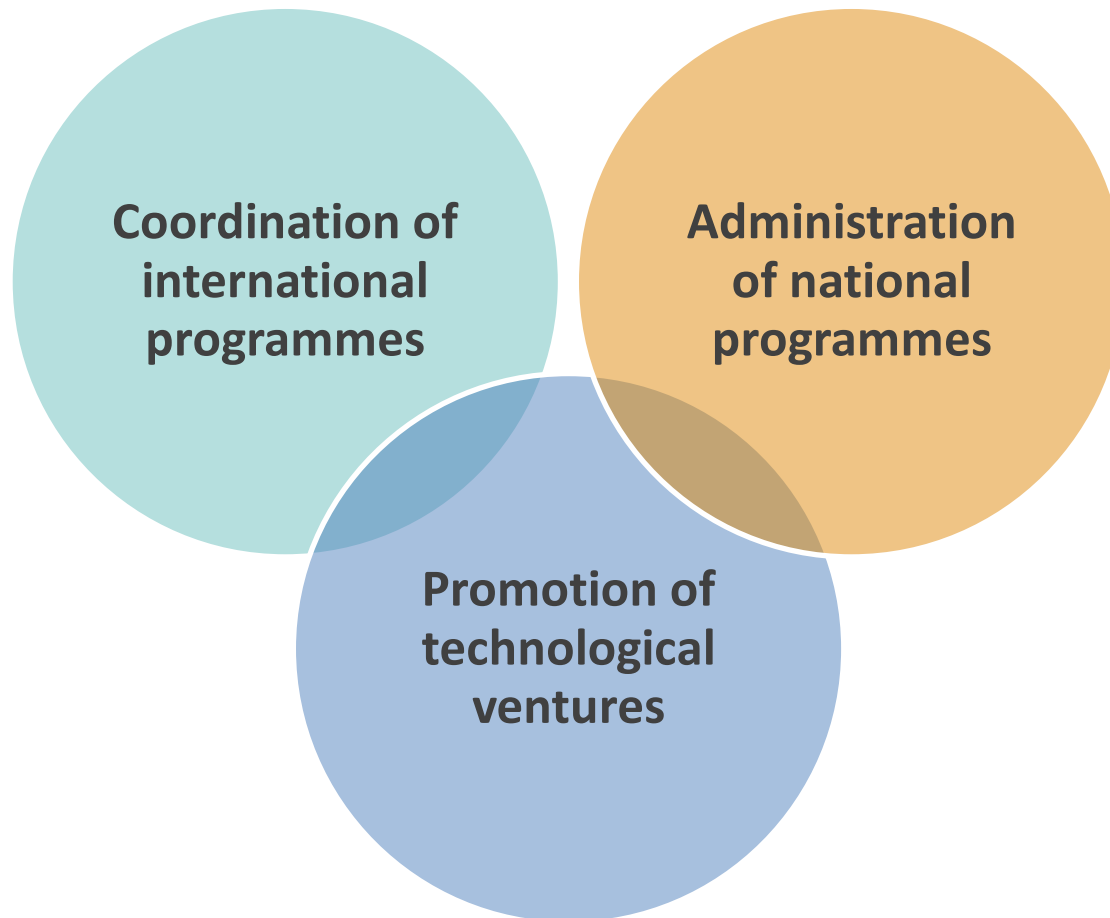 Coordination of
international
programmes
Administration
of national
programmes
Promotion of
technological
ventures